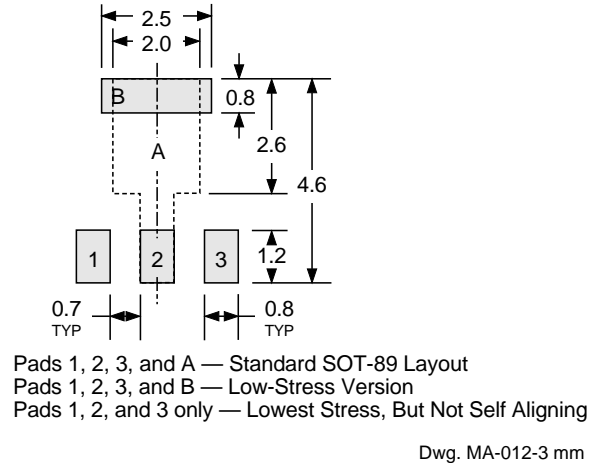 2.5
2.0
B
0.8
A
2.6
4.6
1 2 3 1.2
0.7 0.8
TYP TYP
Pads 1, 2, 3, and A — Standard SOT-89 Layout
Pads 1, 2, 3, and B — Low-Stress Version
Pads 1, 2, and 3 only — Lowest Stress, But Not Self Aligning
Dwg. MA-012-3 mm